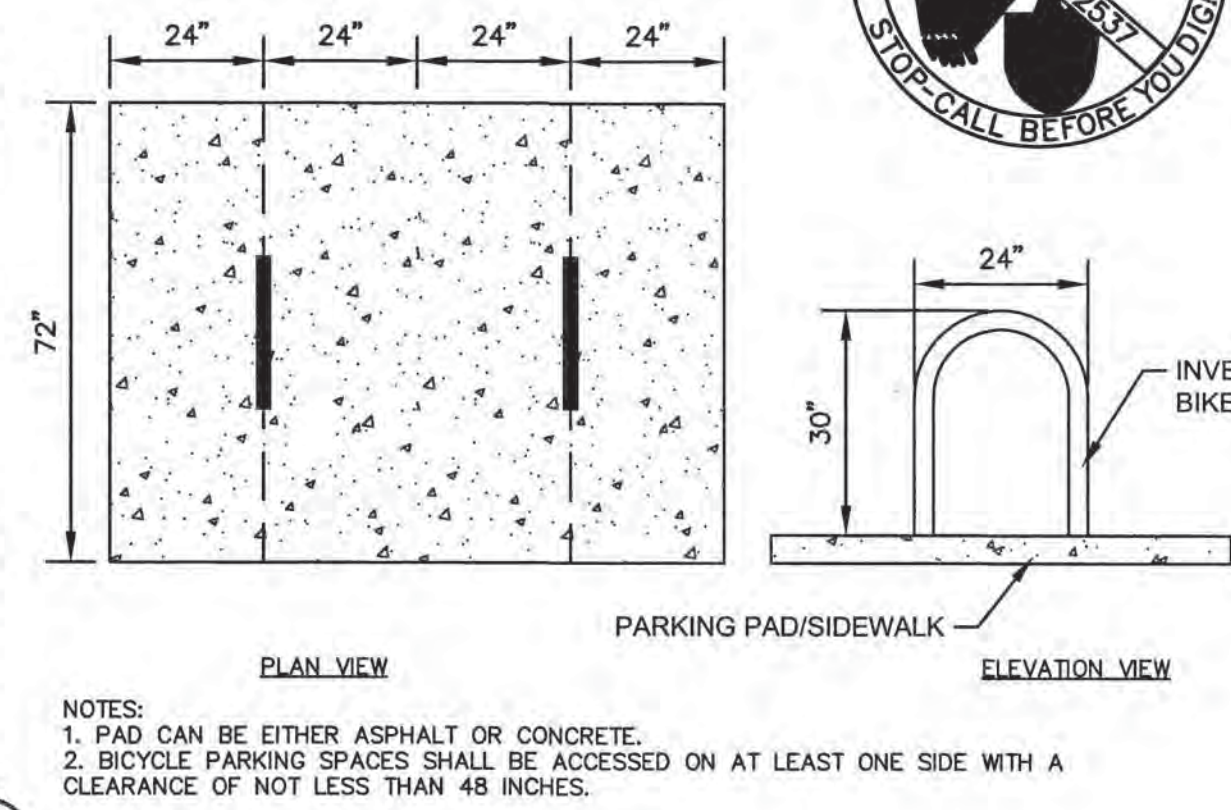 24" 24" 24" 24"
2537
STOP-CALL BEFORE YOU DIG
72"
24"
30"
PARKING PAD/SIDEWALK
PLAN VIEW
ELEVATION VIEW
NOTES:
1. PAD CAN BE EITHER ASPHALT OR CONCRETE.
2. BICYCLE PARKING SPACES SHALL BE ACCESSED ON AT LEAST ONE SIDE WITH A
CLEARANCE OF NOT LESS THAN 48 INCHES.